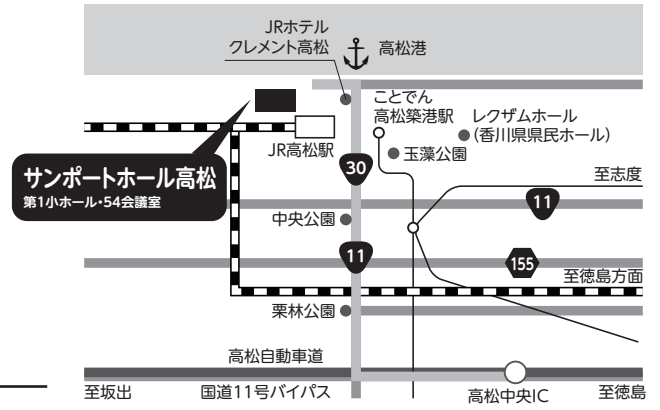 JRホテル
クレメント高松
高松港
ことでん
高松築港駅
レクザムホール
(香川県県民ホール)
JR高松駅
玉藻公園
サンポートホール高松
第1小ホール・54会議室
30
至志度
11
中央公園
11
155
至徳島方面
栗林公園
高松自動車道
至坂出
国道11号バイパス
高松中央IC
至徳島